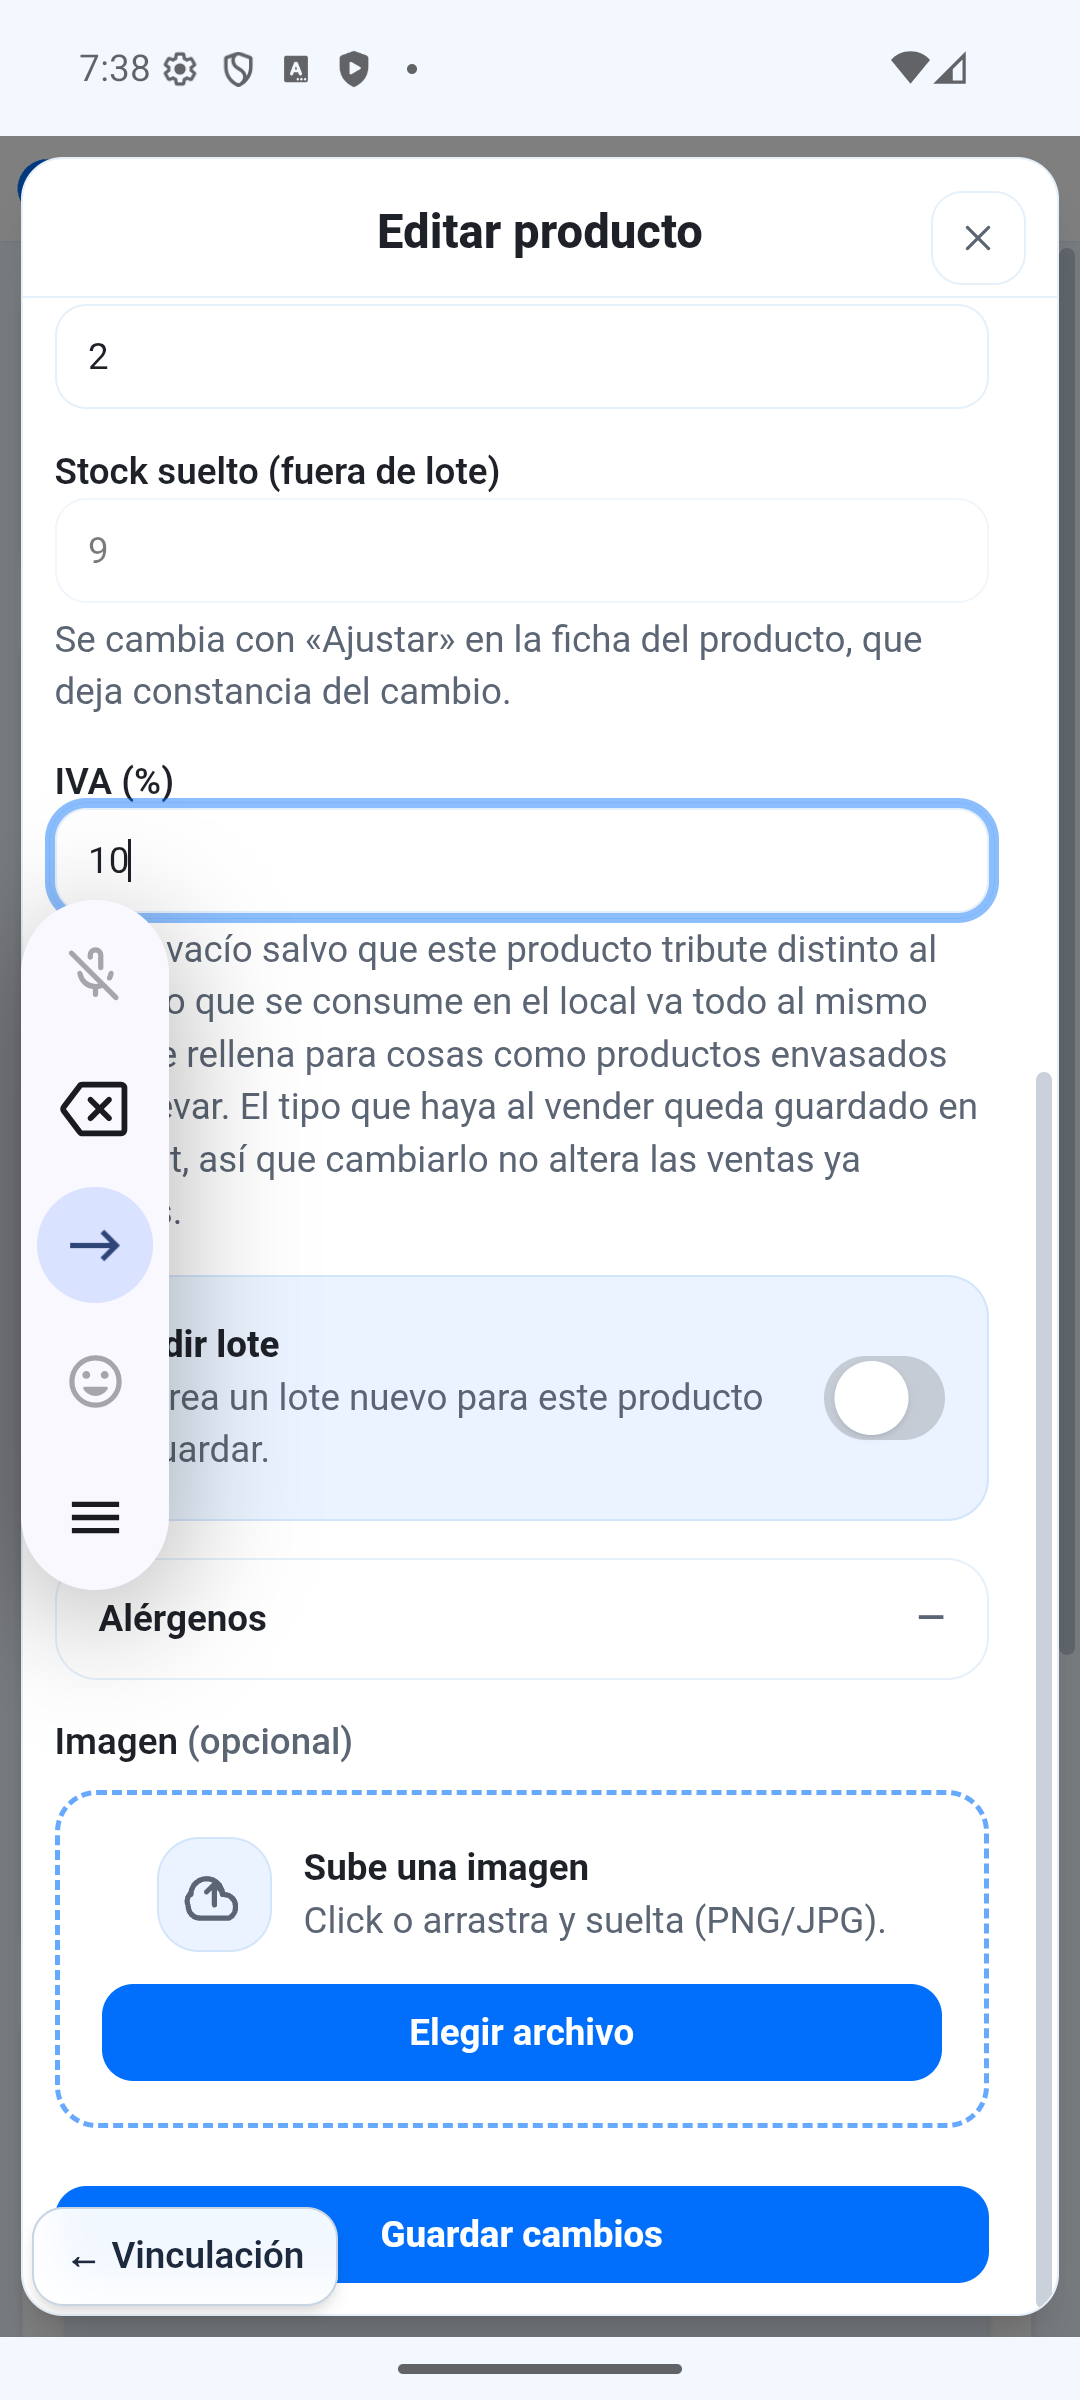 7:38
Editar producto
2
Stock suelto (fuera de lote)
9
Se cambia con «Ajustar» en la ficha del producto, que
deja constancia del cambio.
IVA (%)
10
vacío salvo que este producto tribute distinto al
que se consume en el local va todo al mismo
rellena para cosas como productos envasados
El tipo que haya al vender queda guardado en
así que cambiarlo no altera las ventas ya
lote
un lote nuevo para este producto
Alérgenos
Imagen (opcional)
Sube una imagen
Click o arrastra y suelta (PNG/JPG).
Elegir archivo
Guardar cambios
← Vinculación